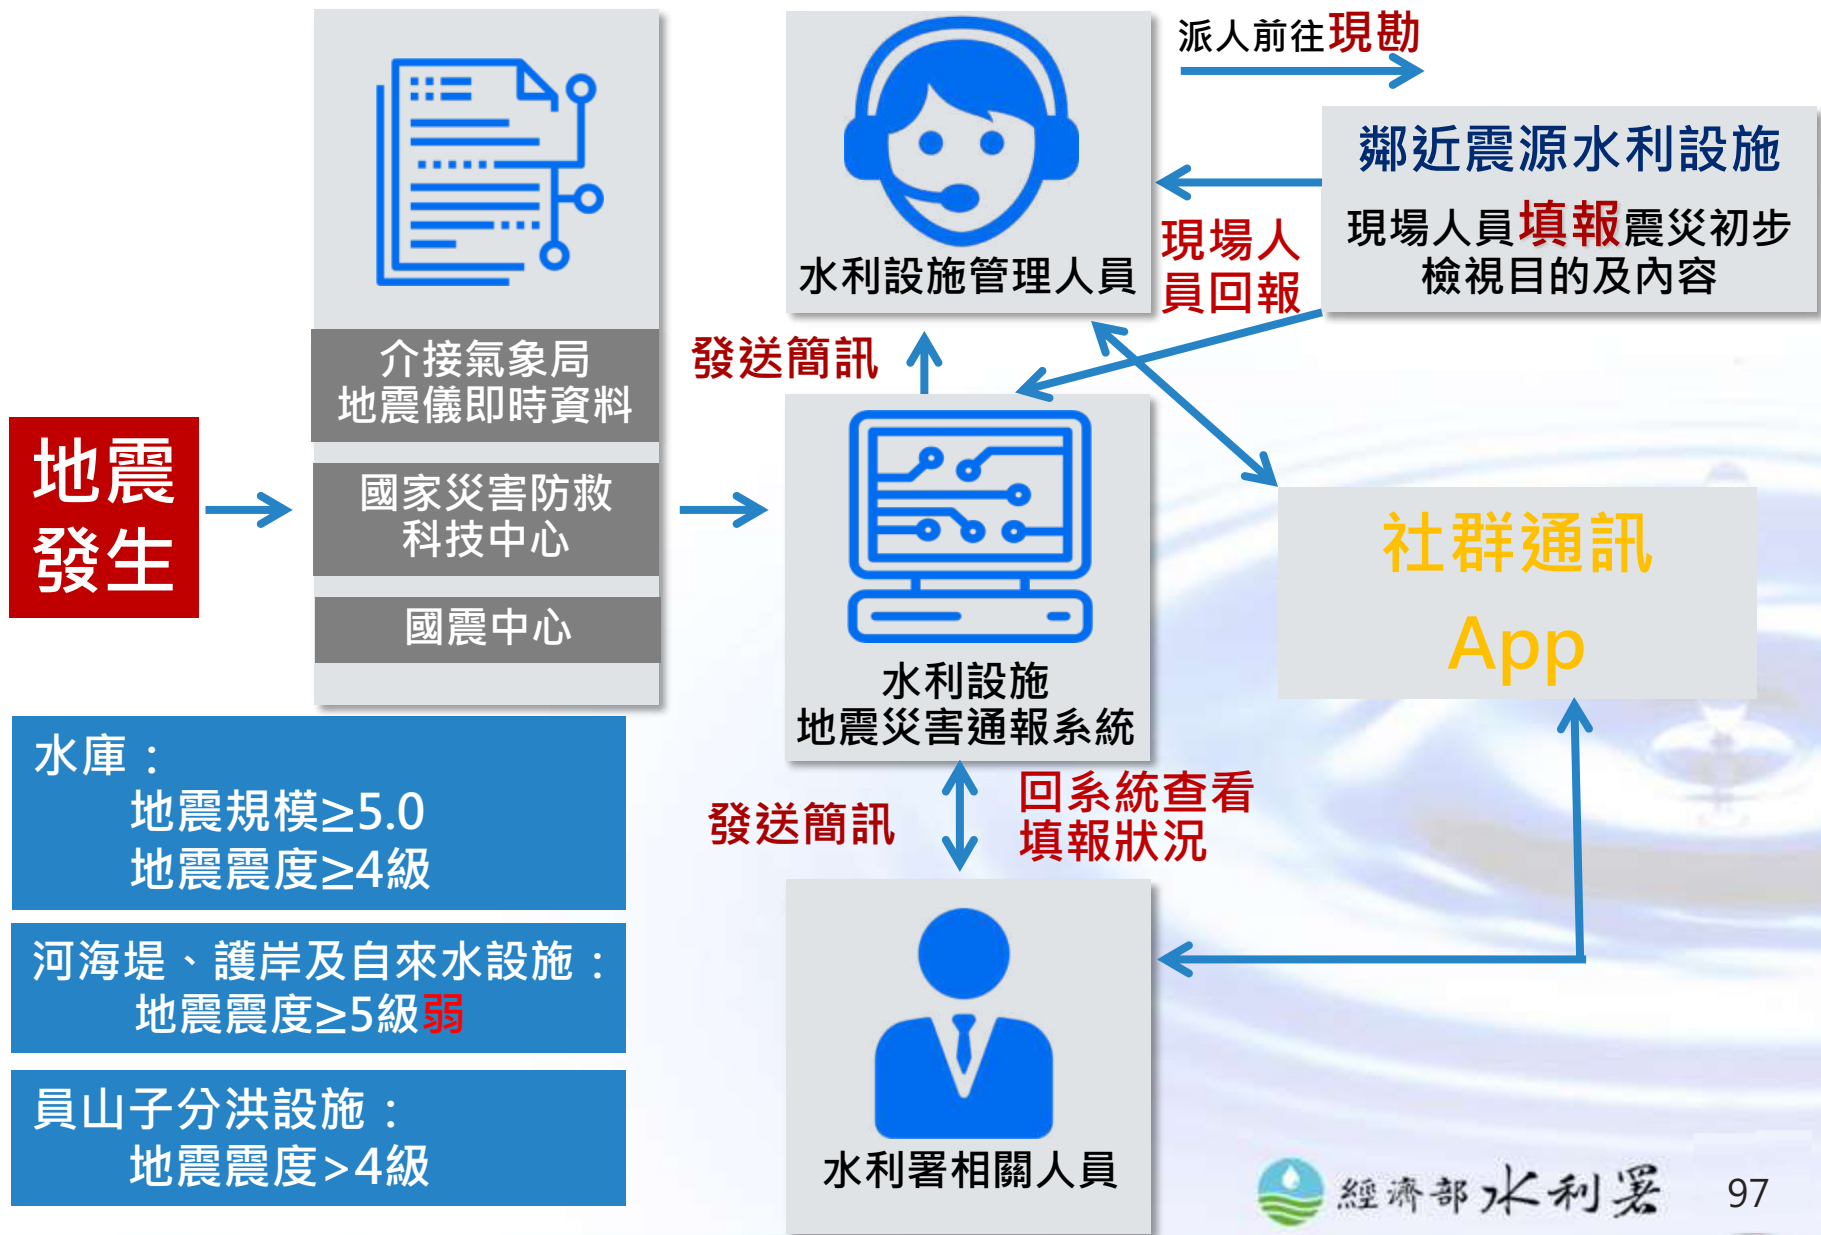 地震
發生
介接氣象局
地震儀即時資料
國家災害防救
科技中心
國震中心
水庫：
地震規模≥5.0
地震震度≥4級
河海堤、護岸及自來水設施：
地震震度≥5級弱
員山子分洪設施：
地震震度>4級
水利設施管理人員
發送簡訊
水利設施
地震災害通報系統
發送簡訊
回系統查看
填報狀況
水利署相關人員
派人前往現勘
鄰近震源水利設施
現場人員填報震災初步
檢視目的及內容
現場人
員回報
社群通訊
App
經濟部水利署
97